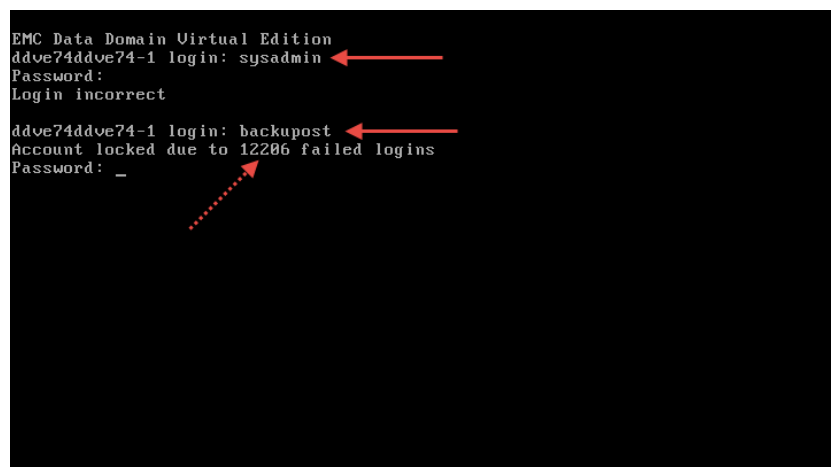 EMC Data Domain Virtual Edition
ddve74ddve74-1 login: sysadmin
Password:
Login incorrect
ddve74ddve74-1 login: backupost
Account locked due to 12206 failed logins
Password: _